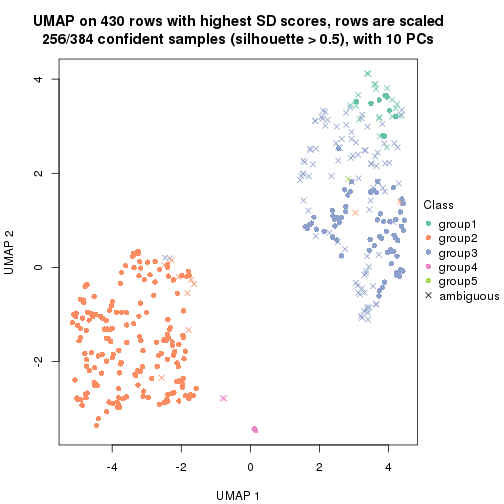 UMAP on 430 rows with highest SD scores, rows are scaled
256/384 confident samples (silhouette > 0.5), with 10 PCs
4
2
0
-2
UMAP 2
-4
-2
0
2
4
UMAP 1
Class
group1
group2
group3
group4
group5
ambiguous